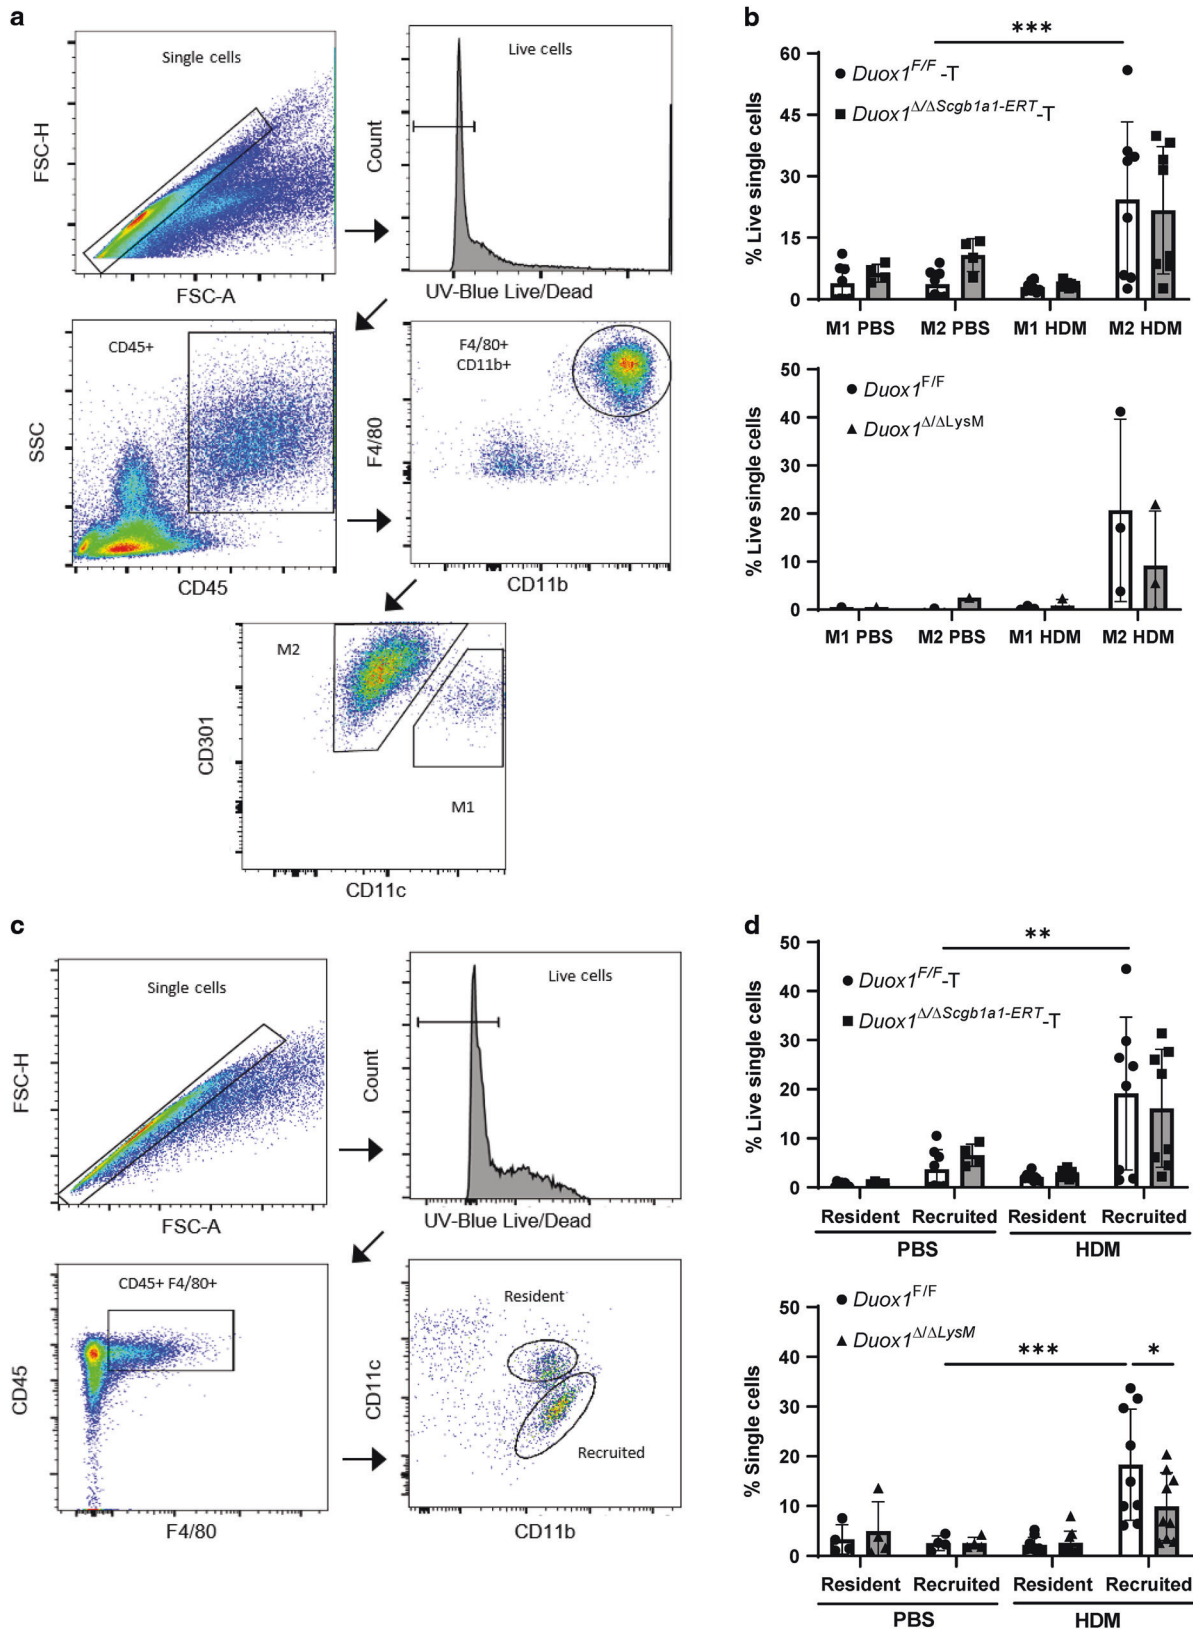 a
Single cells
FSC-H
FSC-A
Live cells
Count
UV-Blue Live/Dead
CD45+
SSC
CD45
F4/80+
CD11b+
F4/80
CD11b
M2
M1
CD301
CD11c
b
***
60
45
30
15
0
% Live single cells
Duox1F/F -T
Duox1Δ/ΔScgb1a1-ERT-T
M1 PBS M2 PBS M1 HDM M2 HDM
50
40
30
20
10
0
% Live single cells
Duox1F/F
Duox1Δ/ΔLysM
M1 PBS M2 PBS M1 HDM M2 HDM
c
Single cells
FSC-H
FSC-A
Live cells
Count
UV-Blue Live/Dead
CD45+ F4/80+
CD45
F4/80
Resident
Recruited
CD11c
CD11b
d
**
50
40
30
20
10
0
% Live single cells
Duox1F/F-T
Duox1Δ/ΔScgb1a1-ERT-T
Resident Recruited Resident Recruited
PBS HDM
50
40
30
20
10
0
% Single cells
Duox1F/F
Duox1Δ/ΔLysM
*** *
Resident Recruited Resident Recruited
PBS HDM